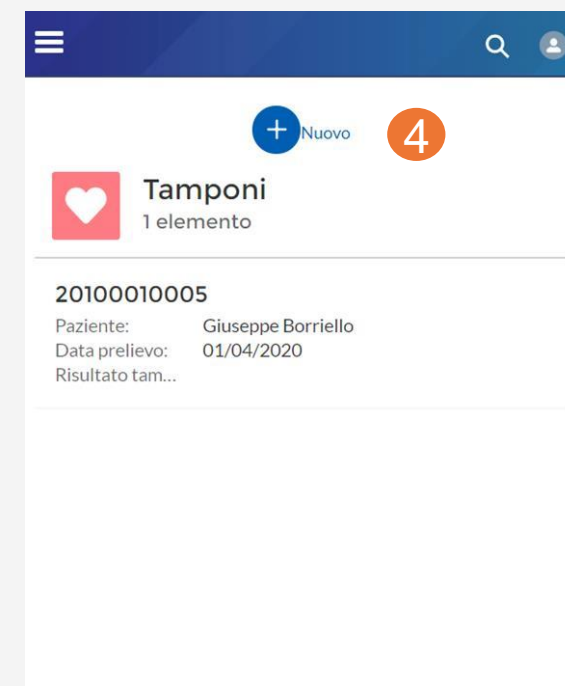 Nuovo 4
Tamponi
1 elemento
20100010005
Paziente: Giuseppe Borriello
Data prelievo: 01/04/2020
Risultato tam...